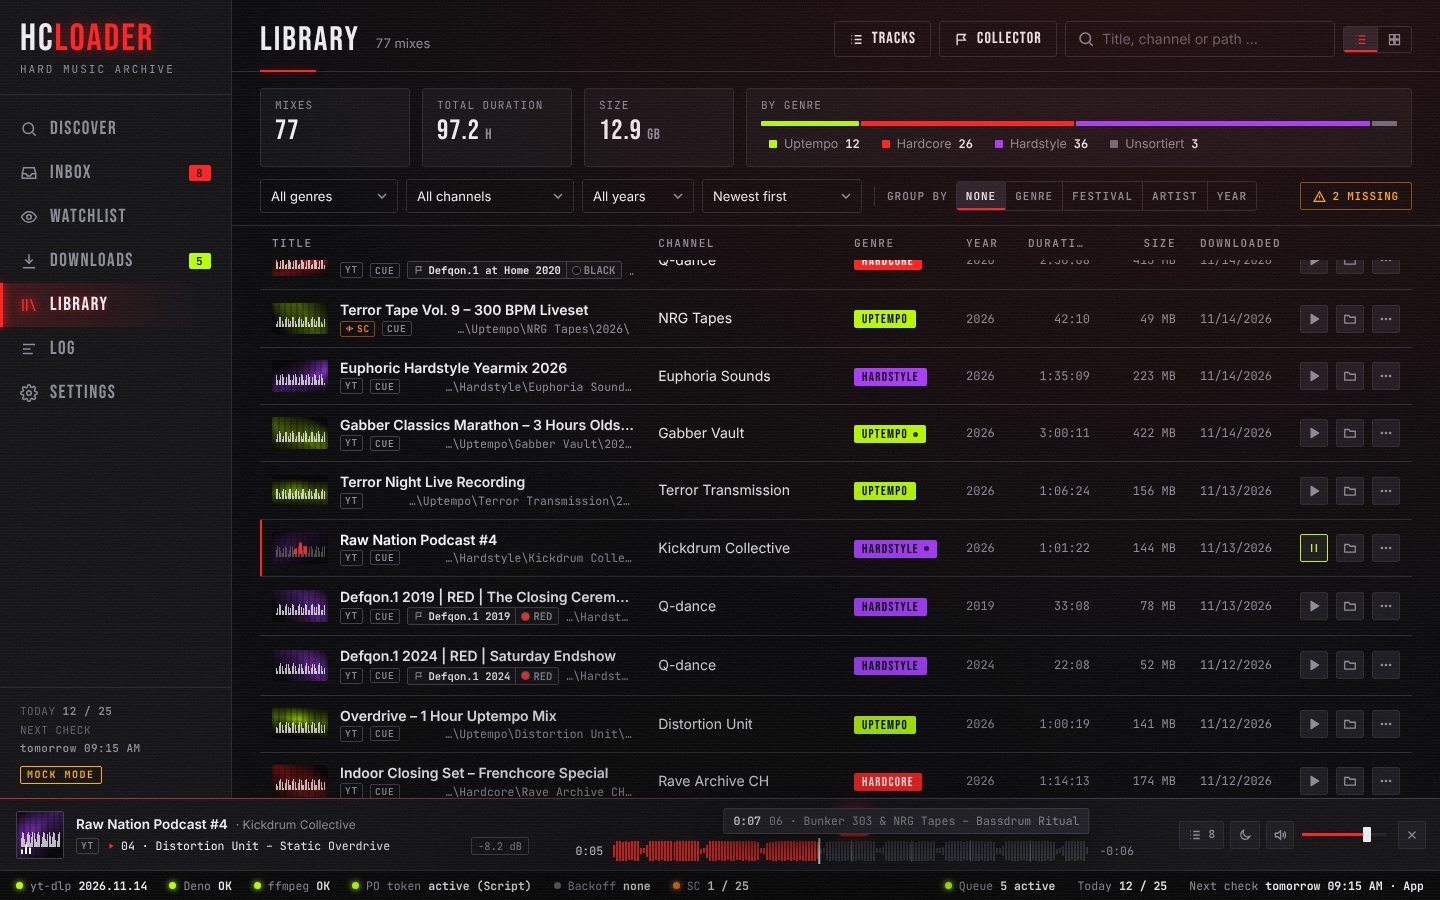 HCLOADER
HARD MUSIC ARCHIVE
DISCOVER
INBOX 8
WATCHLIST
DOWNLOADS 5
LIBRARY
LOG
SETTINGS
TODAY 12 / 25
NEXT CHECK
tomorrow 09:15 AM
MOCK MODE
LIBRARY 77 mixes
TRACKS COLLECTOR Title, channel or path ...
MIXES
77
TOTAL DURATION
97.2 H
SIZE
12.9 GB
BY GENRE
Uptempo 12 Hardcore 26 Hardstyle 36 Unsortiert 3
All genres All channels All years Newest first GROUP BY NONE GENRE FESTIVAL ARTIST YEAR 2 MISSING
TITLE CHANNEL GENRE YEAR DURATI… SIZE DOWNLOADED
Q-dance HARDCORE 2020 2:30:00 413 MB 11/14/2026
YT CUE Defqon.1 at Home 2020 BLACK …
Terror Tape Vol. 9 – 300 BPM Liveset
SC CUE …\Uptempo\NRG Tapes\2026\
NRG Tapes UPTEMPO 2026 42:10 49 MB 11/14/2026
Euphoric Hardstyle Yearmix 2026
YT CUE …\Hardstyle\Euphoria Sound…
Euphoria Sounds HARDSTYLE 2026 1:35:09 223 MB 11/14/2026
Gabber Classics Marathon – 3 Hours Olds…
YT CUE …\Uptempo\Gabber Vault\202…
Gabber Vault UPTEMPO 2026 3:00:11 422 MB 11/14/2026
Terror Night Live Recording
YT …\Uptempo\Terror Transmission\2…
Terror Transmission UPTEMPO 2026 1:06:24 156 MB 11/13/2026
Raw Nation Podcast #4
YT CUE …\Hardstyle\Kickdrum Colle…
Kickdrum Collective HARDSTYLE 2026 1:01:22 144 MB 11/13/2026
Defqon.1 2019 | RED | The Closing Cerem…
YT CUE Defqon.1 2019 RED …\Hardst…
Q-dance HARDSTYLE 2019 33:08 78 MB 11/13/2026
Defqon.1 2024 | RED | Saturday Endshow
YT CUE Defqon.1 2024 RED …\Hardst…
Q-dance HARDSTYLE 2024 22:08 52 MB 11/12/2026
Overdrive – 1 Hour Uptempo Mix
YT CUE …\Uptempo\Distortion Unit\…
Distortion Unit UPTEMPO 2026 1:00:19 141 MB 11/12/2026
Indoor Closing Set – Frenchcore Special
YT CUE …\Hardcore\Rave Archive CH…
Rave Archive CH HARDCORE 2026 1:14:13 174 MB 11/12/2026
Raw Nation Podcast #4 · Kickdrum Collective
YT 04 · Distortion Unit – Static Overdrive
-8.2 dB
0:07 06 · Bunker 303 & NRG Tapes – Bassdrum Ritual
0:05 -0:06
8
yt-dlp 2026.11.14 Deno OK ffmpeg OK PO token active (Script) Backoff none SC 1 / 25 Queue 5 active Today 12 / 25 Next check tomorrow 09:15 AM · App